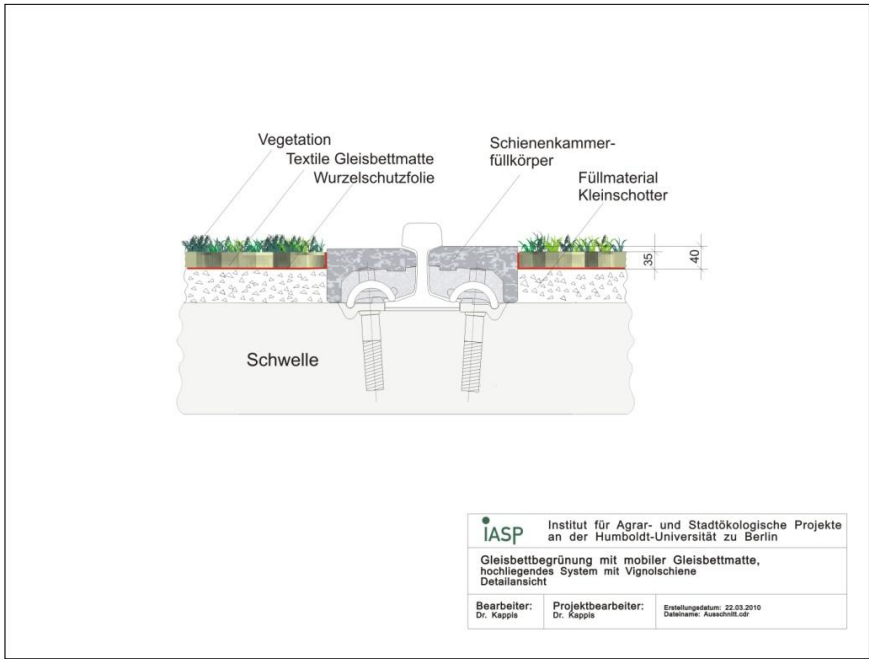 Vegetation
Textile Gleisbettmatte
Wurzelschutzfolie
Schienenkammer-
füllkörper
Füllmaterial
Kleinschotter
35
40
Schwelle
iASP
Institut für Agrar- und Stadtökologische Projekte
an der Humboldt-Universität zu Berlin
Gleisbettbegrünung mit mobiler Gleisbettmatte,
hochliegendes System mit Vignolschiene
Detailansicht
Bearbeiter:
Dr. Kappis
Projektbearbeiter:
Dr. Kappis
Erstellungsdatum: 22.03.2010
Dateiname: Ausschnitt.cdr